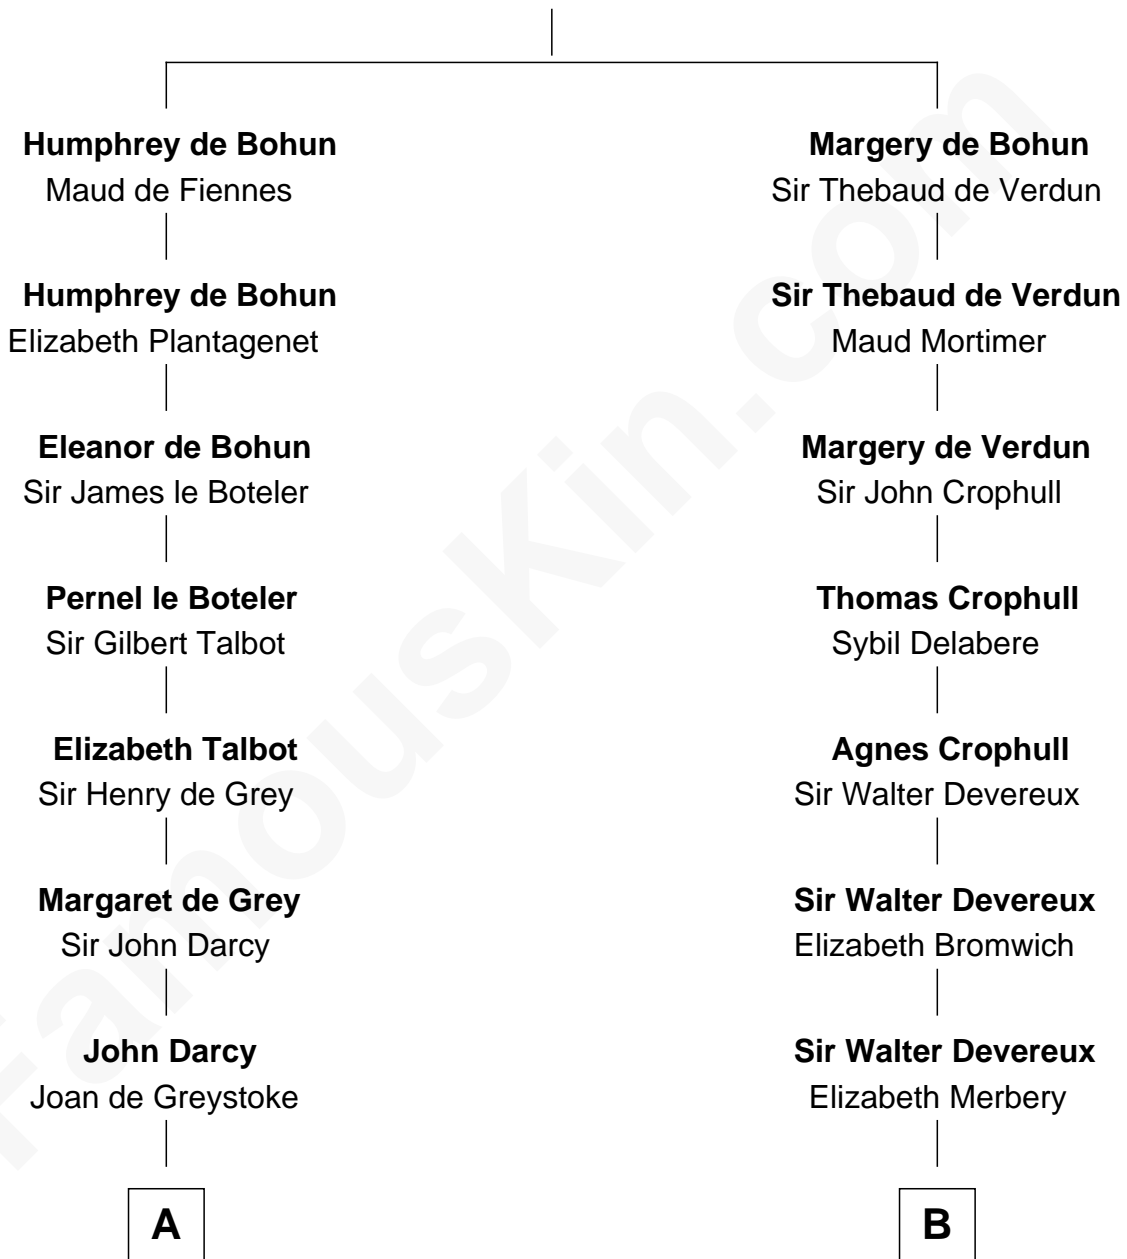 Humphrey de Bohun
Maud de Fiennes
Humphrey de Bohun
Elizabeth Plantagenet
Eleanor de Bohun
Sir James le Boteler
Pernel le Boteler
Sir Gilbert Talbot
Elizabeth Talbot
Sir Henry de Grey
Margaret de Grey
Sir John Darcy
John Darcy
Joan de Greystoke
A
Margery de Bohun
Sir Thebaud de Verdun
Sir Thebaud de Verdun
Maud Mortimer
Margery de Verdun
Sir John Crophull
Thomas Crophull
Sybil Delabere
Agnes Crophull
Sir Walter Devereux
Sir Walter Devereux
Elizabeth Bromwich
Sir Walter Devereux
Elizabeth Merbery
B
FamousKin.com